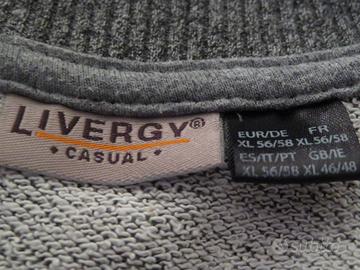 LIVERGY®
• CASUAL •
EUR/DE FR
XL 56/58 XL 56/58
ES/IT/PT GB/IE
XL 56/58 XL 46/48
subito